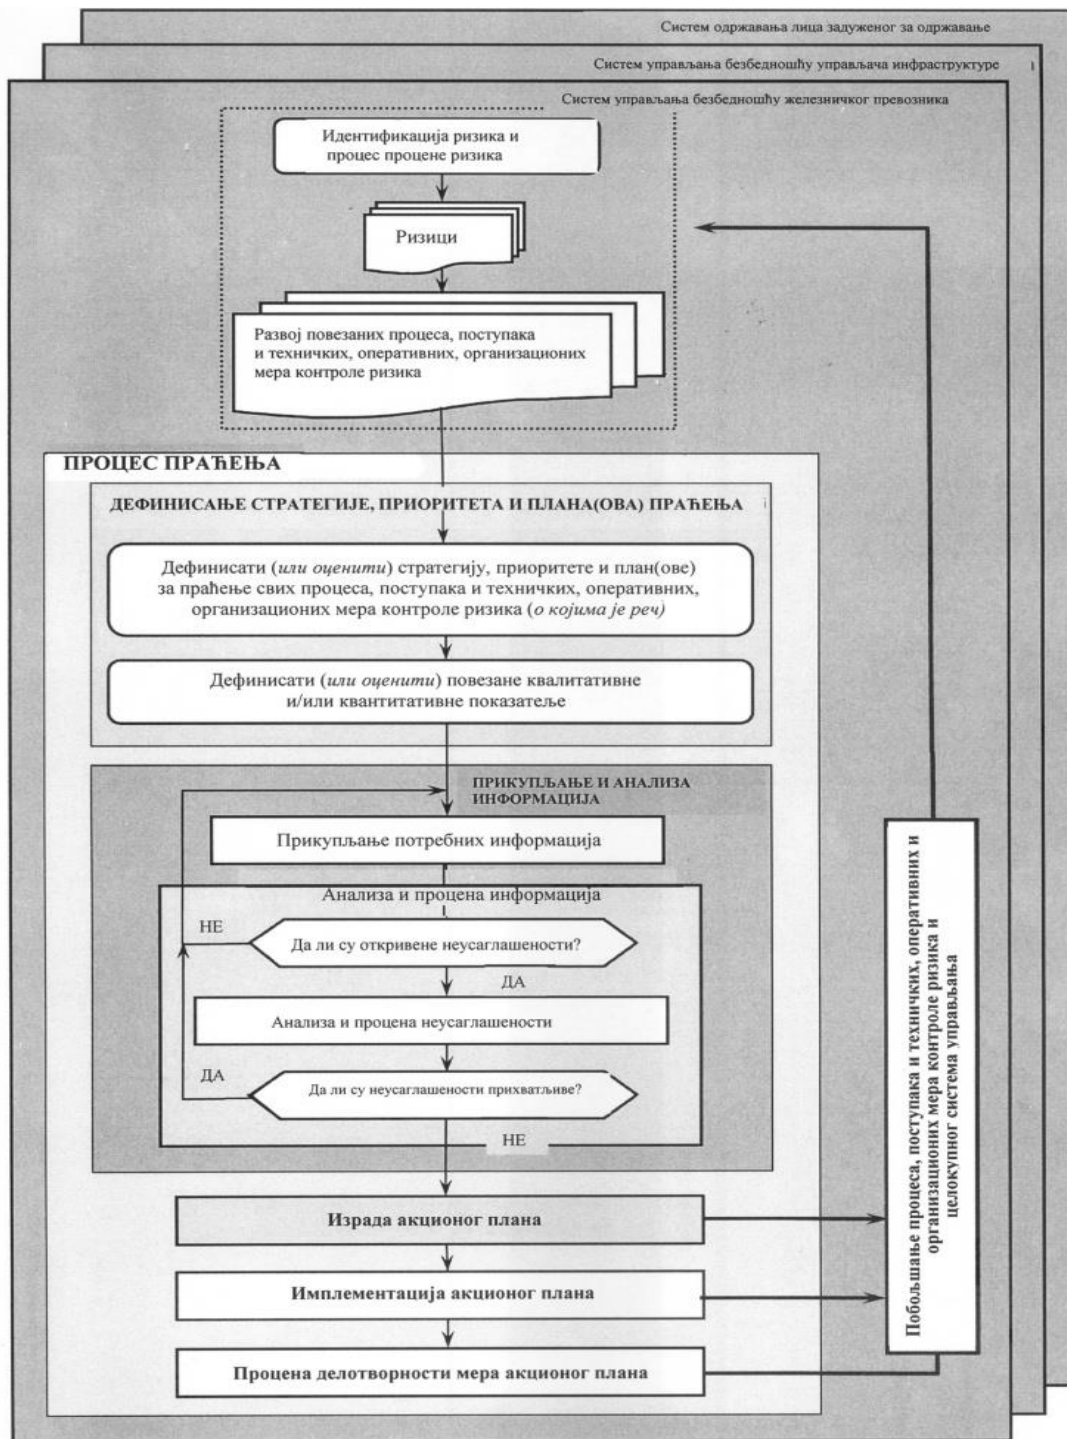 Систем одржавања лица задуженог за одржавање
Систем управљања безбедношћу управљача инфраструктуре
Систем управљања безбедношћу железничког превозника
Идентификација ризика и
процес процене ризика
Ризици
Развој повезаних процеса, поступака
и техничких, оперативних, организационих
мера контроле ризика
ПРОЦЕС ПРАЋЕЊА
ДЕФИНИСАЊЕ СТРАТЕГИЈЕ, ПРИОРИТЕТА И ПЛАНА(ОВА) ПРАЋЕЊА
Дефинисати (или оценити) стратегију, приоритете и план(ове)
за праћење свих процеса, поступака и техничких, оперативних,
организационих мера контроле ризика (о којима је реч)
Дефинисати (или оценити) повезане квалитативне
и/или квантитативне показатеље
ПРИКУПЉАЊЕ И АНАЛИЗА
ИНФОРМАЦИЈА
Прикупљање потребних информација
Анализа и процена информација
НЕ
Да ли су откривене неусаглашености?
ДА
Анализа и процена неусаглашености
ДА
Да ли су неусаглашености прихватљиве?
НЕ
Израда акционог плана
Имплементација акционог плана
Процена делотворности мера акционог плана
Побољшање процеса, поступака и техничких, оперативних и
организационих мера контроле ризика и
целокупног система управљања